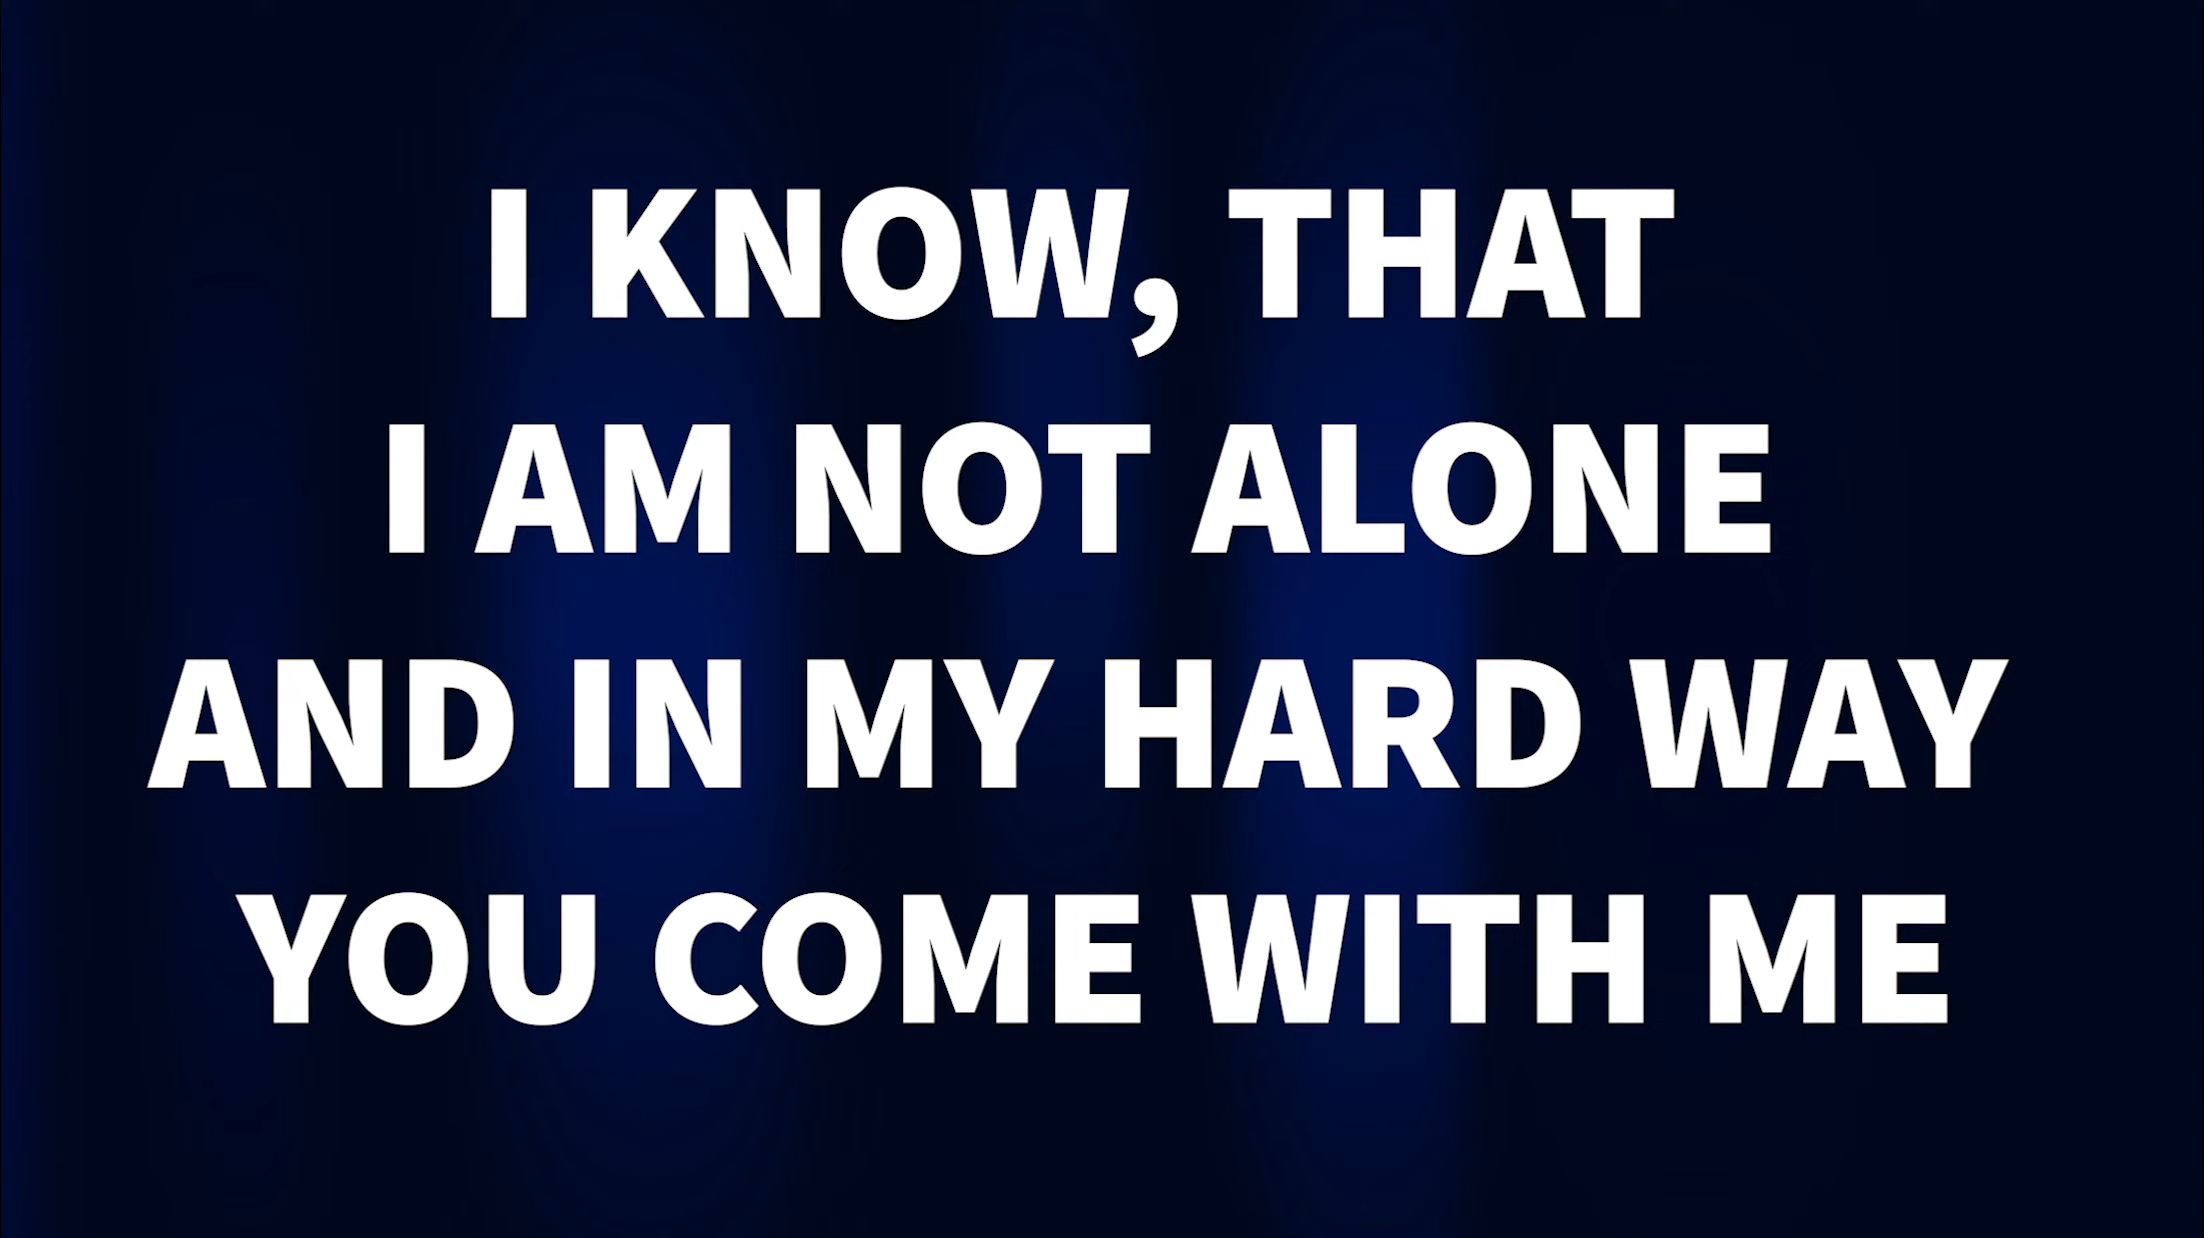 I KNOW, THAT
I AM NOT ALONE
AND IN MY HARD WAY
YOU COME WITH ME